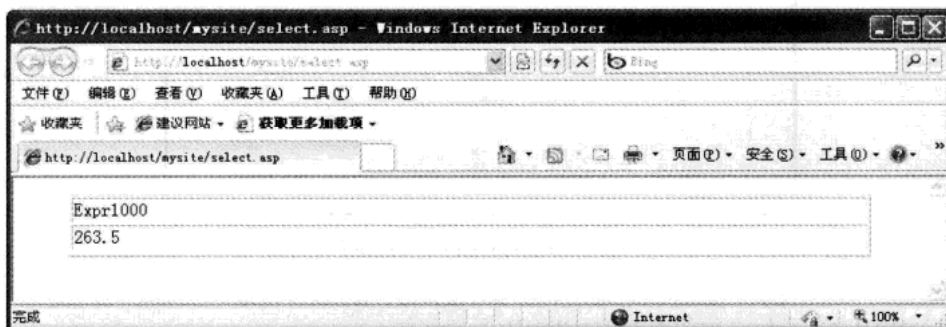 http://localhost/mysite/select.asp - Windows Internet Explorer
http://localhost/mysite/select.asp Bing
文件(F) 编辑(E) 查看(V) 收藏夹(A) 工具(T) 帮助(H)
收藏夹 建议网站 获取更多加载项
http://localhost/mysite/select.asp 页面(P) 安全(S) 工具(O) »
Expr1000
263.5
完成 Internet 100%